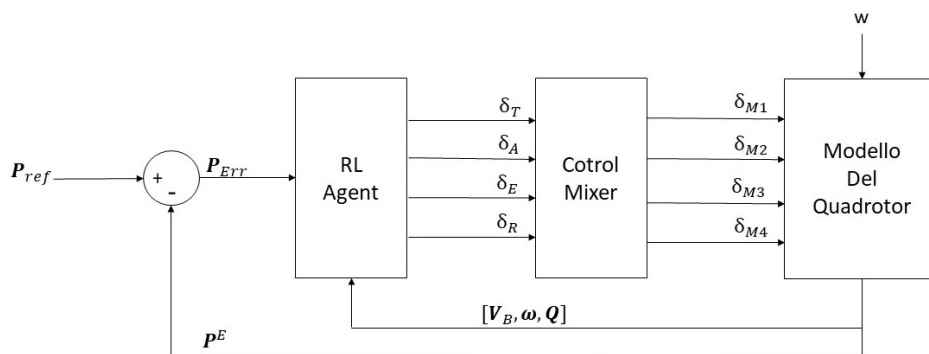 w
δ_T
δ_A
δ_E
δ_R
δ_M1
δ_M2
δ_M3
δ_M4
P_ref
+
-
P_Err
RL
Agent
Cotrol
Mixer
Modello
Del
Quadrotor
[V_B, ω, Q]
P^E